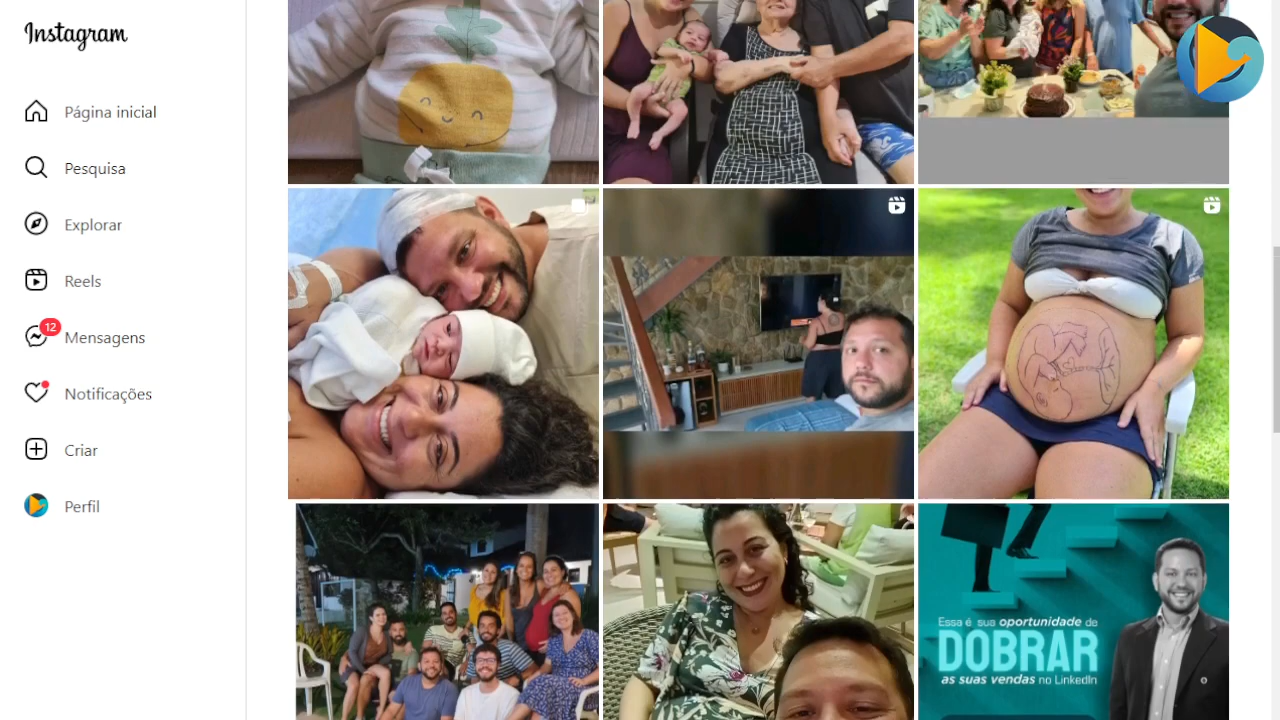 Instagram
Página inicial
Pesquisa
Explorar
Reels
12
Mensagens
Notificações
Criar
Perfil
Essa é sua oportunidade de
DOBRAR
as suas vendas no LinkedIn